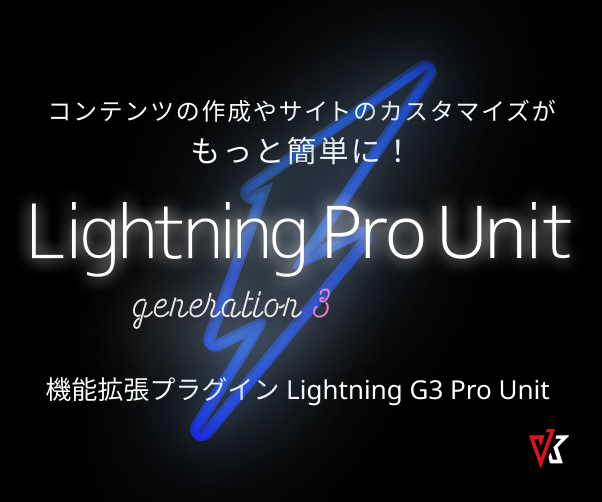 コンテンツの作成やサイトのカスタマイズが
もっと簡単に！
Lightning Pro Unit
generation 3
機能拡張プラグイン Lightning G3 Pro Unit
VK